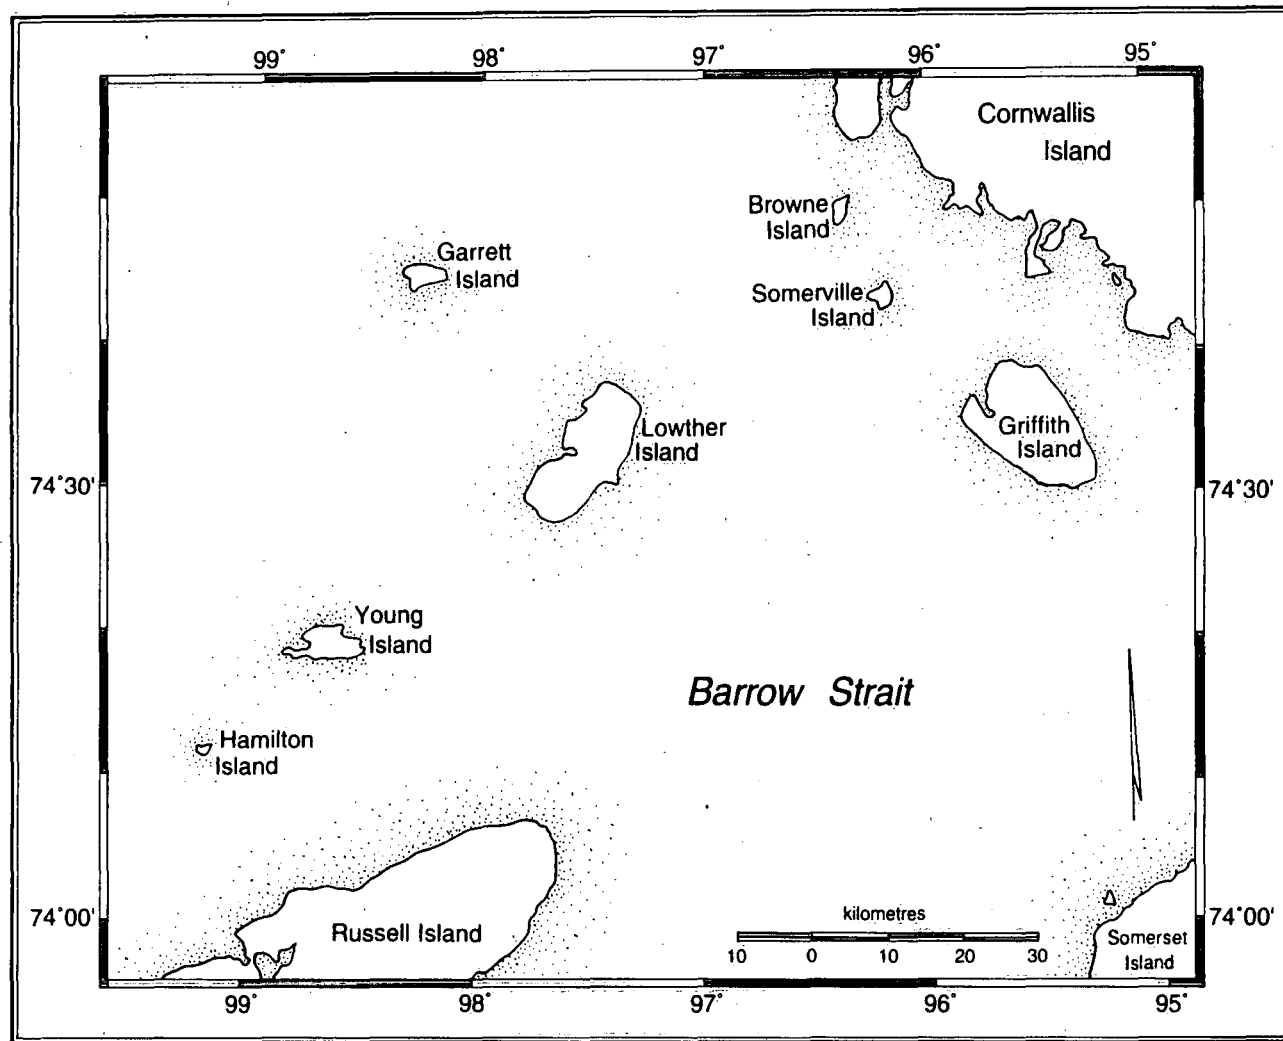 99°
98°
97°
96°
95°
Cornwallis
Island
Browne
Island
Garrett
Island
Somerville
Island
Lowther
Island
Griffith
Island
74°30'
74°30'
Young
Island
Barrow Strait
Hamilton
Island
74°00'
74°00'
kilometres
Russell Island
10 0 10 20 30
Somerset
Island
99°
98°
97°
96°
95°